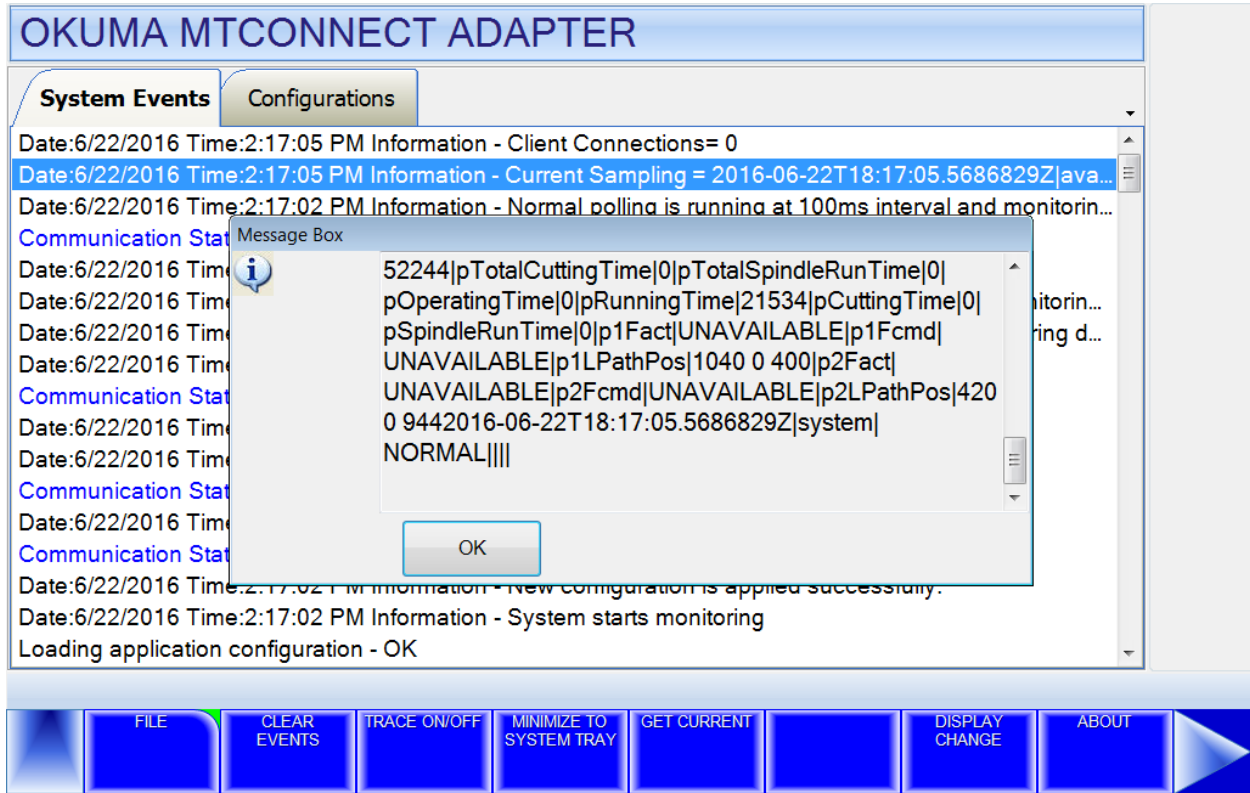 OKUMA MTCONNECT ADAPTER
System Events
Configurations
Date:6/22/2016 Time:2:17:05 PM Information - Client Connections= 0
Date:6/22/2016 Time:2:17:05 PM Information - Current Sampling = 2016-06-22T18:17:05.5686829Z|ava...
Date:6/22/2016 Time:2:17:02 PM Information - Normal polling is running at 100ms interval and monitorin...
Communication Stat
Message Box
Date:6/22/2016 Time
52244|pTotalCuttingTime|0|pTotalSpindleRunTime|0|
Date:6/22/2016 Time
pOperatingTime|0|pRunningTime|21534|pCuttingTime|0|
itorin...
Date:6/22/2016 Time
pSpindleRunTime|0|p1Fact|UNAVAILABLE|p1Fcmd|
ring d...
Date:6/22/2016 Time
UNAVAILABLE|p1LPathPos|1040 0 400|p2Fact|
Communication Stat
UNAVAILABLE|p2Fcmd|UNAVAILABLE|p2LPathPos|420
Date:6/22/2016 Time
0 9442016-06-22T18:17:05.5686829Z|system|
Date:6/22/2016 Time
NORMAL||||
Communication Stat
Date:6/22/2016 Time
Communication Stat
OK
Date:6/22/2016 Time:2:17:02 PM Information - New configuration is applied successfully.
Date:6/22/2016 Time:2:17:02 PM Information - System starts monitoring
Loading application configuration - OK
FILE
CLEAR
EVENTS
TRACE ON/OFF
MINIMIZE TO
SYSTEM TRAY
GET CURRENT
DISPLAY
CHANGE
ABOUT